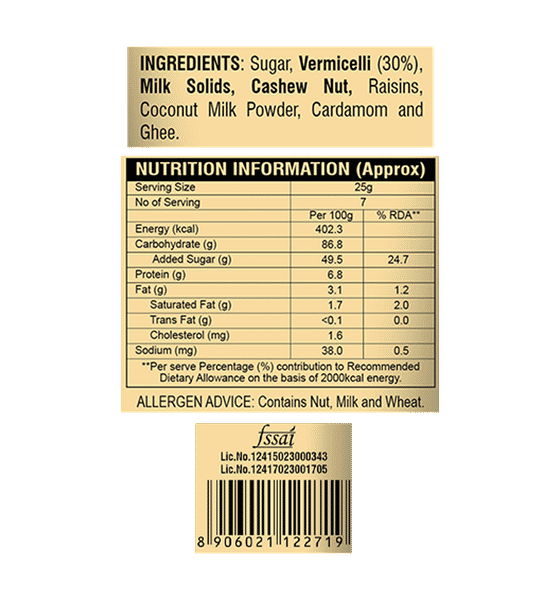 INGREDIENTS: Sugar, Vermicelli (30%),
Milk Solids, Cashew Nut, Raisins,
Coconut Milk Powder, Cardamom and
Ghee.
NUTRITION INFORMATION (Approx)
Serving Size 25g
No of Serving 7
Per 100g % RDA**
Energy (kcal) 402.3
Carbohydrate (g) 86.8
Added Sugar (g) 49.5 24.7
Protein (g) 6.8
Fat (g) 3.1 1.2
Saturated Fat (g) 1.7 2.0
Trans Fat (g) <0.1 0.0
Cholesterol (mg) 1.6
Sodium (mg) 38.0 0.5
**Per serve Percentage (%) contribution to Recommended
Dietary Allowance on the basis of 2000kcal energy.
ALLERGEN ADVICE: Contains Nut, Milk and Wheat.
fssai
Lic.No.12415023000343
Lic.No.12417023001705
8 906021 122719